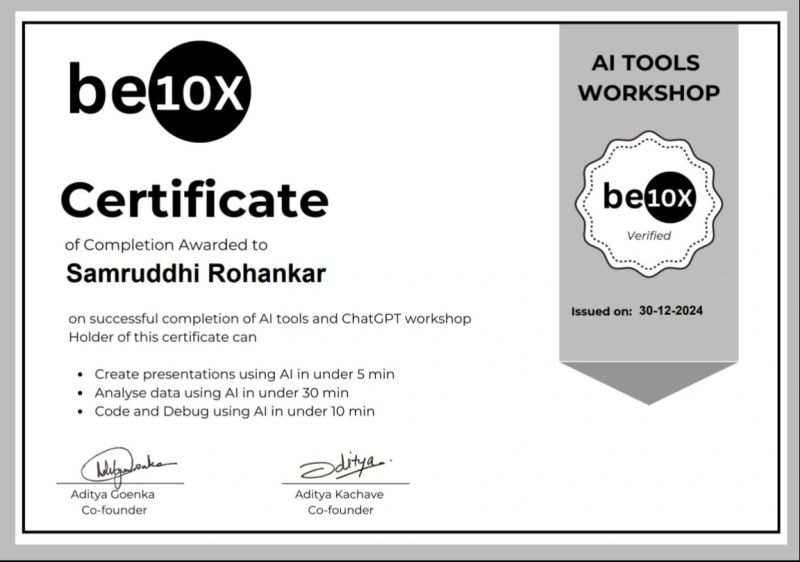 be10X
Certificate
of Completion Awarded to
Samruddhi Rohankar
on successful completion of AI tools and ChatGPT workshop
Holder of this certificate can
• Create presentations using AI in under 5 min
• Analyse data using AI in under 30 min
• Code and Debug using AI in under 10 min
Aditya Goenka
Co-founder
Aditya
Aditya Kachave
Co-founder
AI TOOLS
WORKSHOP
be10X
Verified
Issued on: 30-12-2024